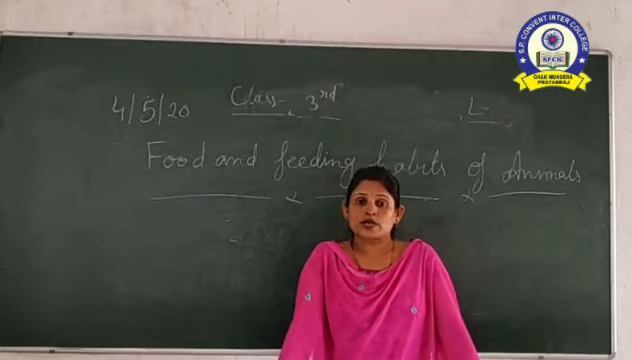 S.P. CONVENT INTER COLLEGE
SPCIC
CHAK MUNDERA
PRAYAGRAJ
4/5/20 Class- 3rd L-
Food and feeding habits of Animals